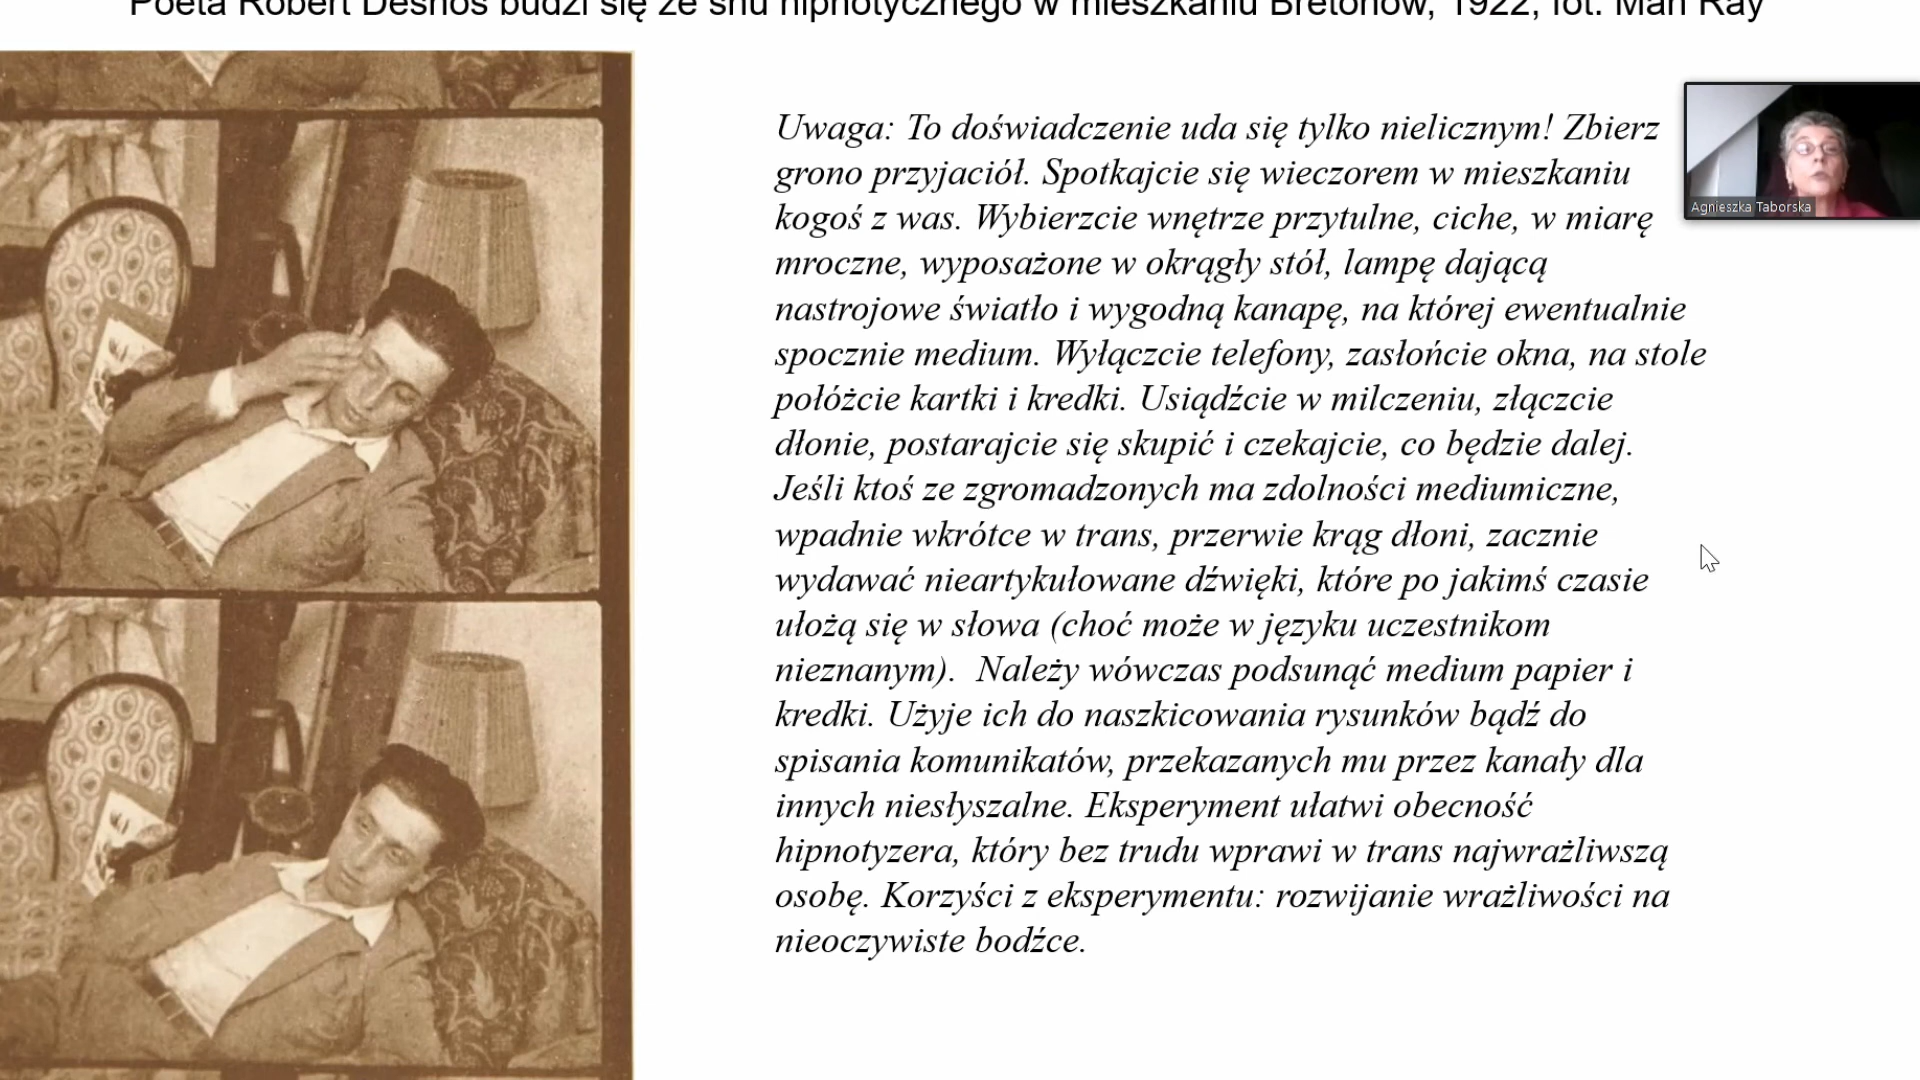 Poeta Robert Desnos budzi się ze snu hipnotycznego w mieszkaniu Bretonów, 1922, fot. Man Ray
Uwaga: To doświadczenie uda się tylko nielicznym! Zbierz
grono przyjaciół. Spotkajcie się wieczorem w mieszkaniu
kogoś z was. Wybierzcie wnętrze przytulne, ciche, w miarę
mroczne, wyposażone w okrągły stół, lampę dającą
nastrojowe światło i wygodną kanapę, na której ewentualnie
spocznie medium. Wyłączcie telefony, zasłońcie okna, na stole
połóżcie kartki i kredki. Usiądźcie w milczeniu, złączcie
dłonie, postarajcie się skupić i czekajcie, co będzie dalej.
Jeśli ktoś ze zgromadzonych ma zdolności mediumiczne,
wpadnie wkrótce w trans, przerwie krąg dłoni, zacznie
wydawać nieartykułowane dźwięki, które po jakimś czasie
ułożą się w słowa (choć może w języku uczestnikom
nieznanym).  Należy wówczas podsunąć medium papier i
kredki. Użyje ich do naszkicowania rysunków bądź do
spisania komunikatów, przekazanych mu przez kanały dla
innych niesłyszalne. Eksperyment ułatwi obecność
hipnotyzera, który bez trudu wprawi w trans najwrażliwszą
osobę. Korzyści z eksperymentu: rozwijanie wrażliwości na
nieoczywiste bodźce.
Agnieszka Taborska